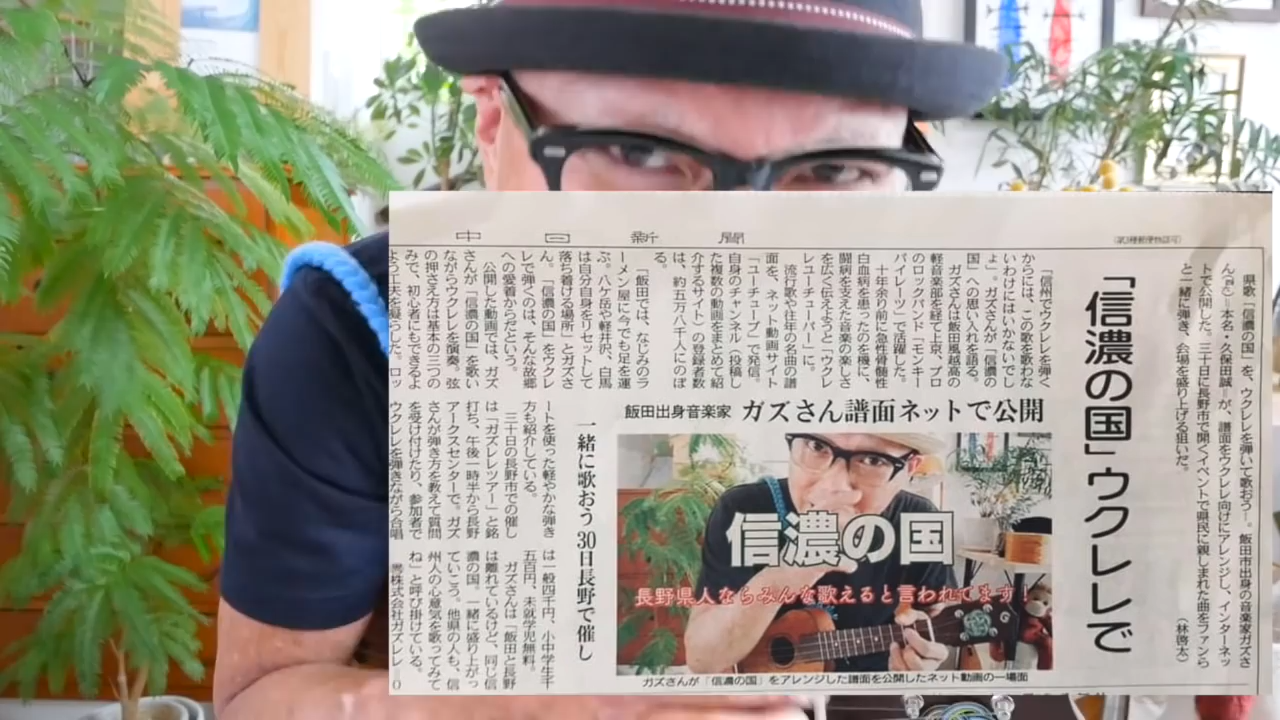 中日新聞
(第3種郵便物認可)
「信濃の国」ウクレレで
県歌「信濃の国」を、ウクレレを弾いて歌おう―。飯田市出身の音楽家ガズさ
ん=本名・久保田誠=が、譜面をウクレレ向けにアレンジし、インターネッ
トで公開した。三十日に長野市で開くイベントで県民に親しまれた曲をファンら
と一緒に弾き、会場を盛り上げる狙いだ。
(林啓太)
飯田出身音楽家 ガズさん譜面ネットで公開
「信州でウクレレを弾く
からには、この歌を歌わな
いわけにはいかないでし
ょ」。ガズさんが「信濃の
国」への思い入れを語る。
ガズさんは飯田風越高の
軽音楽部を経て上京、プロ
のロックバンド「モンキー
パイレーツ」で活躍した。
十年余り前に急性骨髄性
白血病を患ったのを機に、
闘病を支えた音楽の楽しさ
を広く伝えようと「ウクレ
レユーチューバー」に。
流行歌や往年の名曲の譜
面を、ネット動画サイト
「ユーチューブ」で発信。
自身のチャンネル(投稿し
た複数の動画をまとめて紹
介するサイト)の登録者数
は、約五万八千人にのぼ
る。
「飯田では、なじみのラ
ーメン屋に今でも足を運
ぶ。八ケ岳や軽井沢、白馬
は自分自身をリセットして
落ち着ける場所」とガズさ
ん。「信濃の国」をウクレ
レで弾くのは、そんな故郷
への愛着からだという。
公開した動画では、ガズ
さんが「信濃の国」を歌い
ながらウクレレを演奏。弦
の押さえ方は基本の三つの
みで、初心者にもできるよ
う工夫を凝らした。ロッ
一緒に歌おう 30日長野で催し
ートを使った軽やかな弾き
方も紹介している。
三十日の長野市での催し
は「ガズレレツアー」と銘
打ち、午後一時半から長野
アークスセンターで。ガズ
さんが弾き方を教えて質問
を受け付けたり、参加者で
ウクレレを弾きながら合唱
は一般四千円、小中学生千
五百円、未就学児無料。
ガズさんは「飯田と長野
は離れているけど、同じ信
濃の国。一緒に盛り上がっ
ていこう。他県の人も、信
州人の心意気を歌ってみて
ね」と呼び掛けている。
株式会社ガズレレ=0
信濃の国
長野県人ならみんな歌えると言われてます!
ガズさんが「信濃の国」をアレンジした譜面を公開したネット動画の一場面